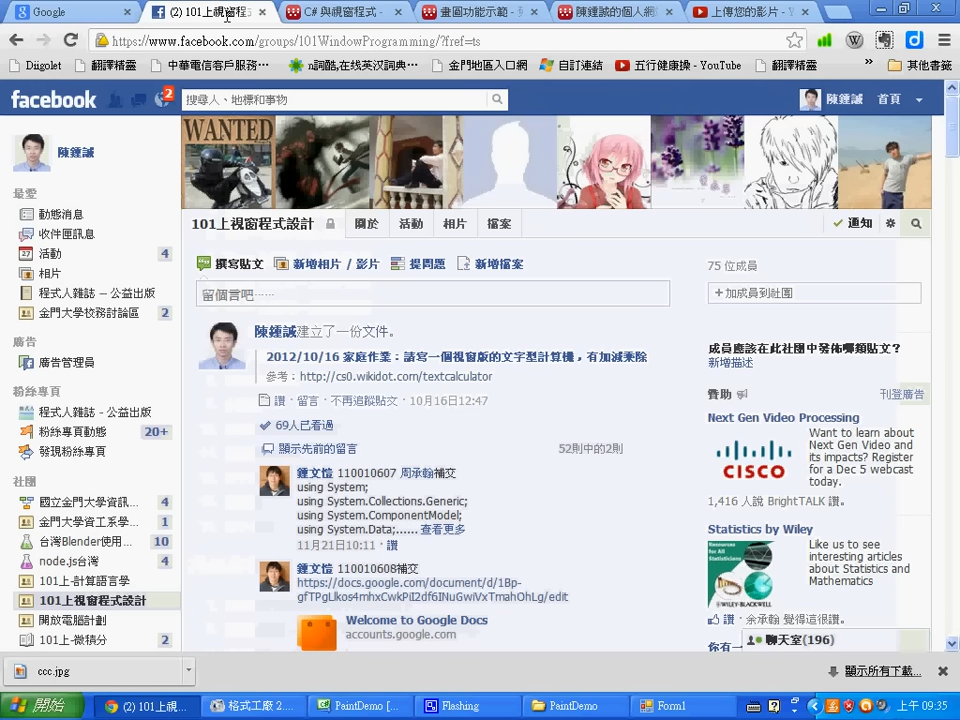 Google
(2) 101上視窗程式
C# 與視窗程式 -
畫圖功能示範 -
陳鍾誠的個人網
上傳您的影片 - Y
https://www.facebook.com/groups/101WindowProgramming/?fref=ts
Diigolet
翻譯精靈
中華電信客戶服務…
n詞酷,在线英汉词典…
金門地區入口網
自訂連結
五行健康操 - YouTube
翻譯精靈
»
其他書籤
facebook
2
搜尋人、地標和事物
陳鍾誠
首頁
陳鍾誠
WANTED
101上視窗程式設計
關於
活動
相片
檔案
通知
最愛
動態消息
收件匣訊息
活動 4
相片
程式人雜誌 -- 公益出版
金門大學校務討論區 2
廣告
廣告管理員
粉絲專頁
程式人雜誌 - 公益出版
粉絲專頁動態 20+
發現粉絲專頁
社團
國立金門大學資訊... 4
金門大學資工系學... 1
台灣Blender使用... 10
node.js台灣 4
101上-計算語言學
101上視窗程式設計
開放電腦計劃
101上-微積分 2
撰寫貼文
新增相片 / 影片
提問題
新增檔案
留個言吧……
陳鍾誠建立了一份文件。
2012/10/16 家庭作業：請寫一個視窗版的文字型計算機，有加減乘除
參考：http://cs0.wikidot.com/textcalculator
讚 · 留言 · 不再追蹤貼文 · 10月16日12:47
69人已看過
顯示先前的留言
52則中的2則
鍾文愷 110010607 周承翰補交
using System;
using System.Collections.Generic;
using System.ComponentModel;
using System.Data;...... 查看更多
11月21日10:11 · 讚
鍾文愷 110010608補交
https://docs.google.com/document/d/1Bp-
gfTPgLlkos4mhxCwkPiI2df6INuGwiVxTmahOhLg/edit
Welcome to Google Docs
accounts.google.com
75 位成員
＋加成員到社團
成員應該在此社團中發佈哪類貼文?
新增描述
贊助
刊登廣告
Next Gen Video Processing
CISCO
Want to learn about
Next Gen Video and
its impacts? Register
for a Dec 5 webcast
today.
1,416 人說 BrightTALK 讚。
Statistics by Wiley
WILEY-BLACKWELL
Like us to see
interesting articles
about Statistics and
Mathematics
讚 · 余承翰 覺得這很讚。
你有一
聊天室(196)
ccc.jpg
顯示所有下載...
開始
(2) 101上視...
格式工廠 2....
PaintDemo [...
Flashing
PaintDemo
Form1
上午 09:35